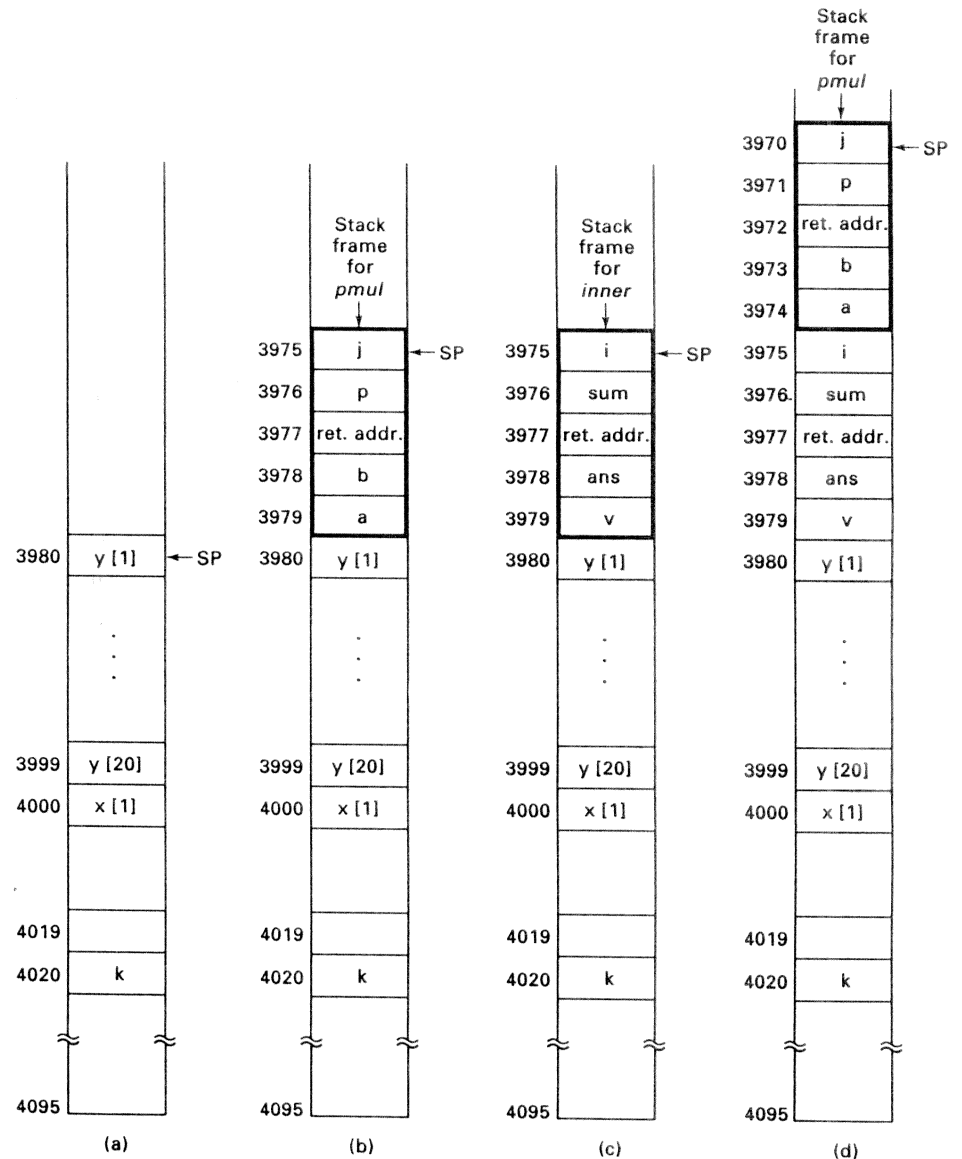 Stack
frame
for
pmul
3970 j ← SP
3971 p
3972 ret. addr.
3973 b
3974 a
3975 i
3976 sum
3977 ret. addr.
3978 ans
3979 v
3980 y [1]
3999 y [20]
4000 x [1]
4019
4020 k
4095
(d)
Stack
frame
for
pmul
3975 j ← SP
3976 p
3977 ret. addr.
3978 b
3979 a
3980 y [1]
3999 y [20]
4000 x [1]
4019
4020 k
4095
(b)
Stack
frame
for
inner
3975 i ← SP
3976 sum
3977 ret. addr.
3978 ans
3979 v
3980 y [1]
3999 y [20]
4000 x [1]
4019
4020 k
4095
(c)
3980 y [1] ← SP
3999 y [20]
4000 x [1]
4019
4020 k
4095
(a)